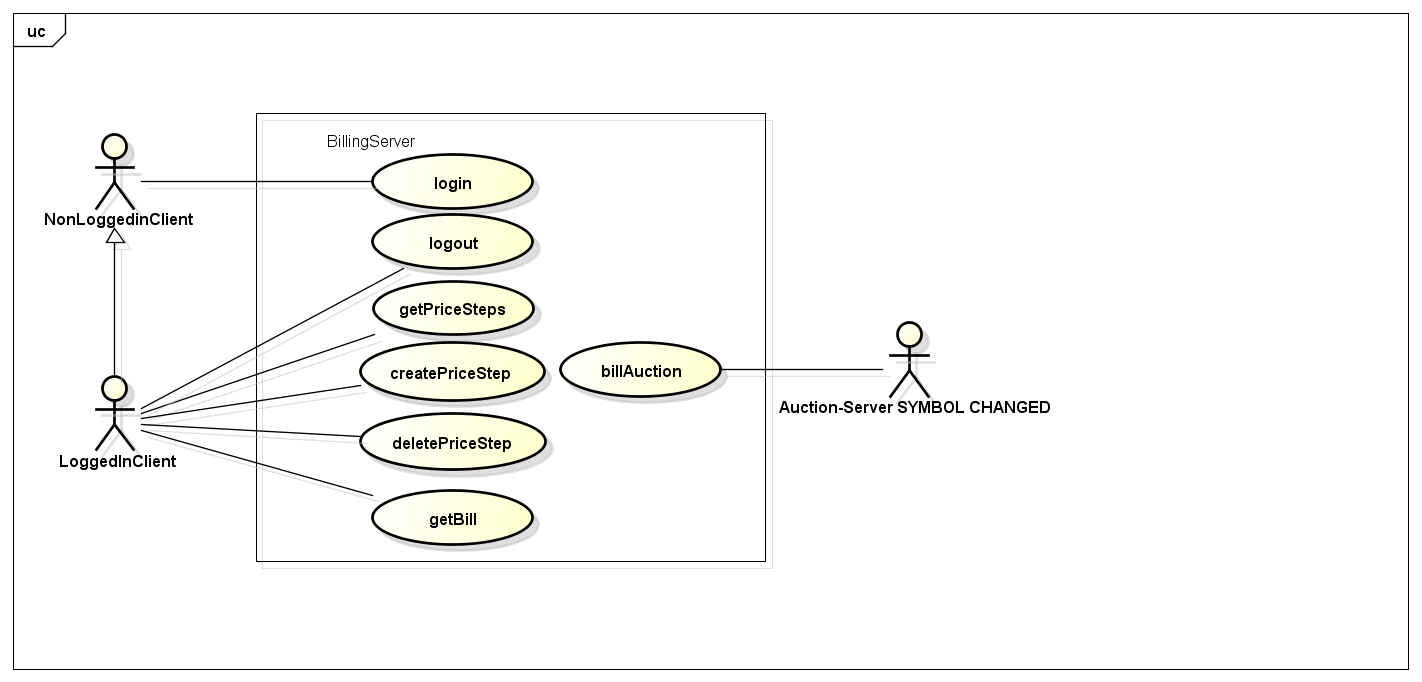 uc
BillingServer
login
NonLoggedinClient
logout
getPriceSteps
createPriceStep
billAuction
Auction-Server SYMBOL CHANGED
deletePriceStep
LoggedInClient
getBill